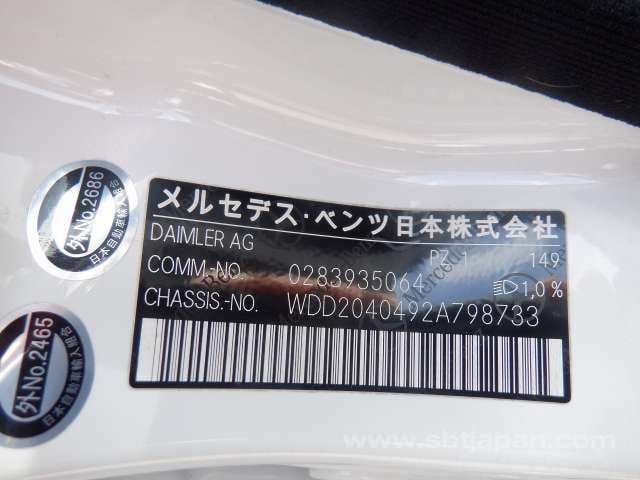 外No.2686
日本自動車輸入組合
外No.2465
日本自動車輸入組合
メルセデス・ベンツ日本株式会社
DAIMLER AG
PZ 1 149
COMM.-NO. 0283935064 1,0 %
CHASSIS.-NO. WDD2040492A798733
www.sbtjapan.com